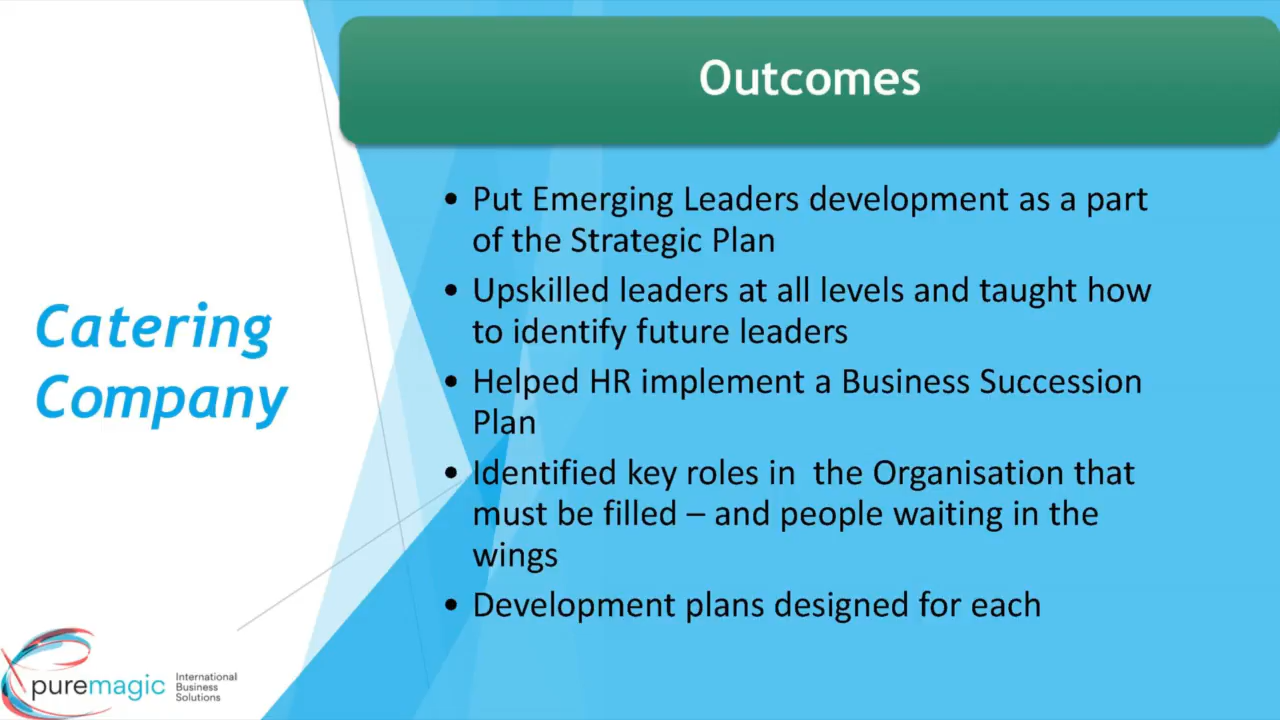 Outcomes
Catering
Company
• Put Emerging Leaders development as a part
of the Strategic Plan
• Upskilled leaders at all levels and taught how
to identify future leaders
• Helped HR implement a Business Succession
Plan
• Identified key roles in  the Organisation that
must be filled – and people waiting in the
wings
• Development plans designed for each
puremagic
International
Business
Solutions